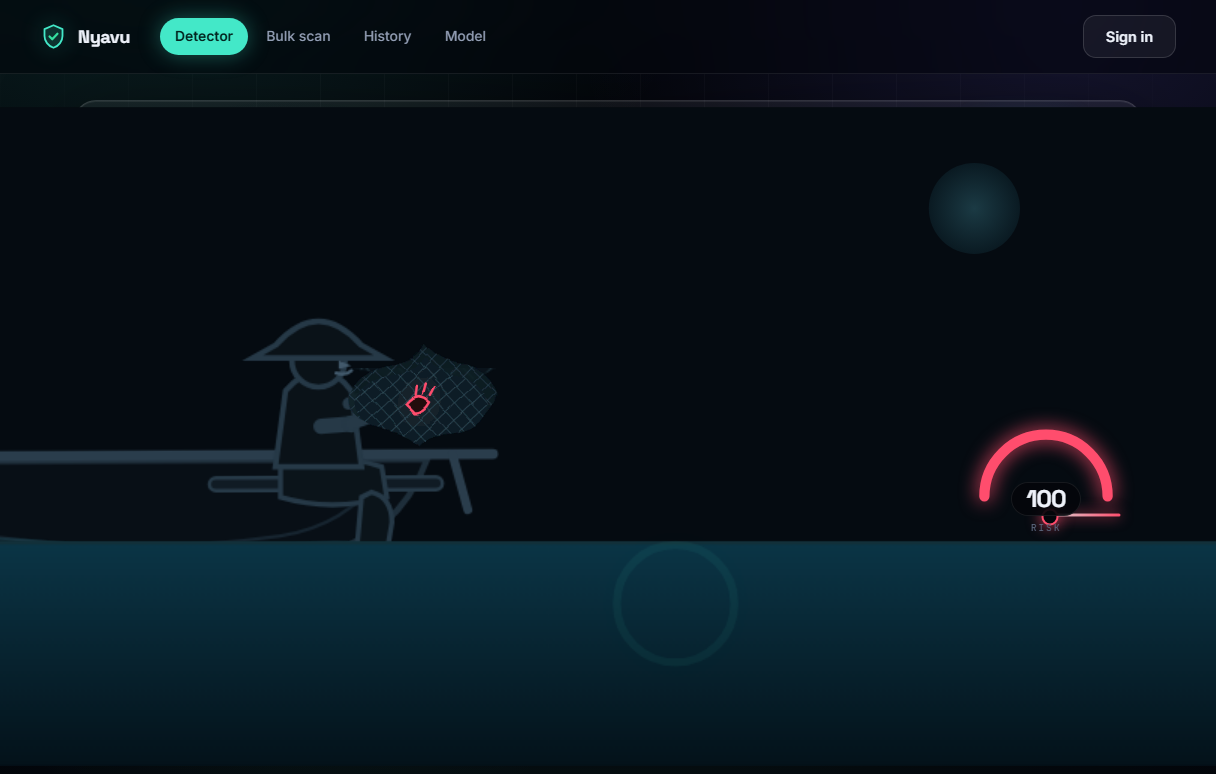 Nyavu
Detector
Bulk scan
History
Model
Sign in
100
RISK